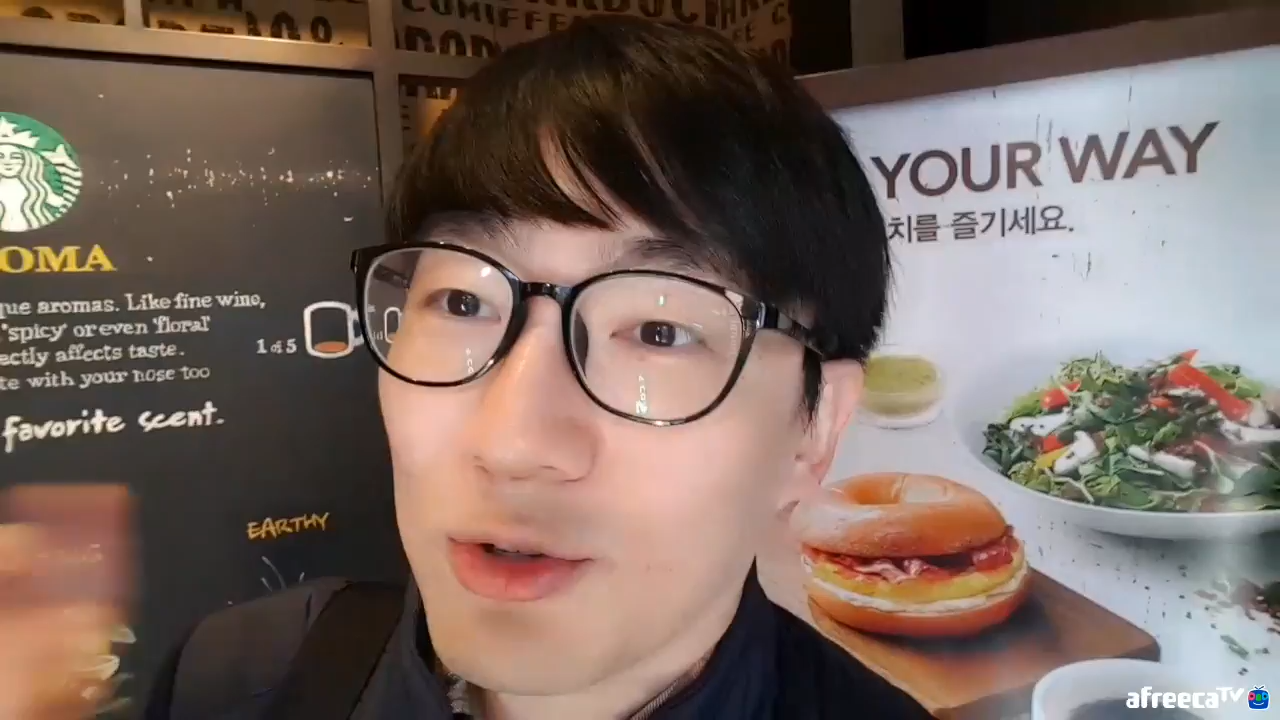 OMA
que aromas. Like fine wine,
'spicy' or even 'floral'
ectly affects taste.
te with your nose too
favorite scent.
1 of 5
EARTHY
YOUR WAY
치를 즐기세요.
afreecaTV